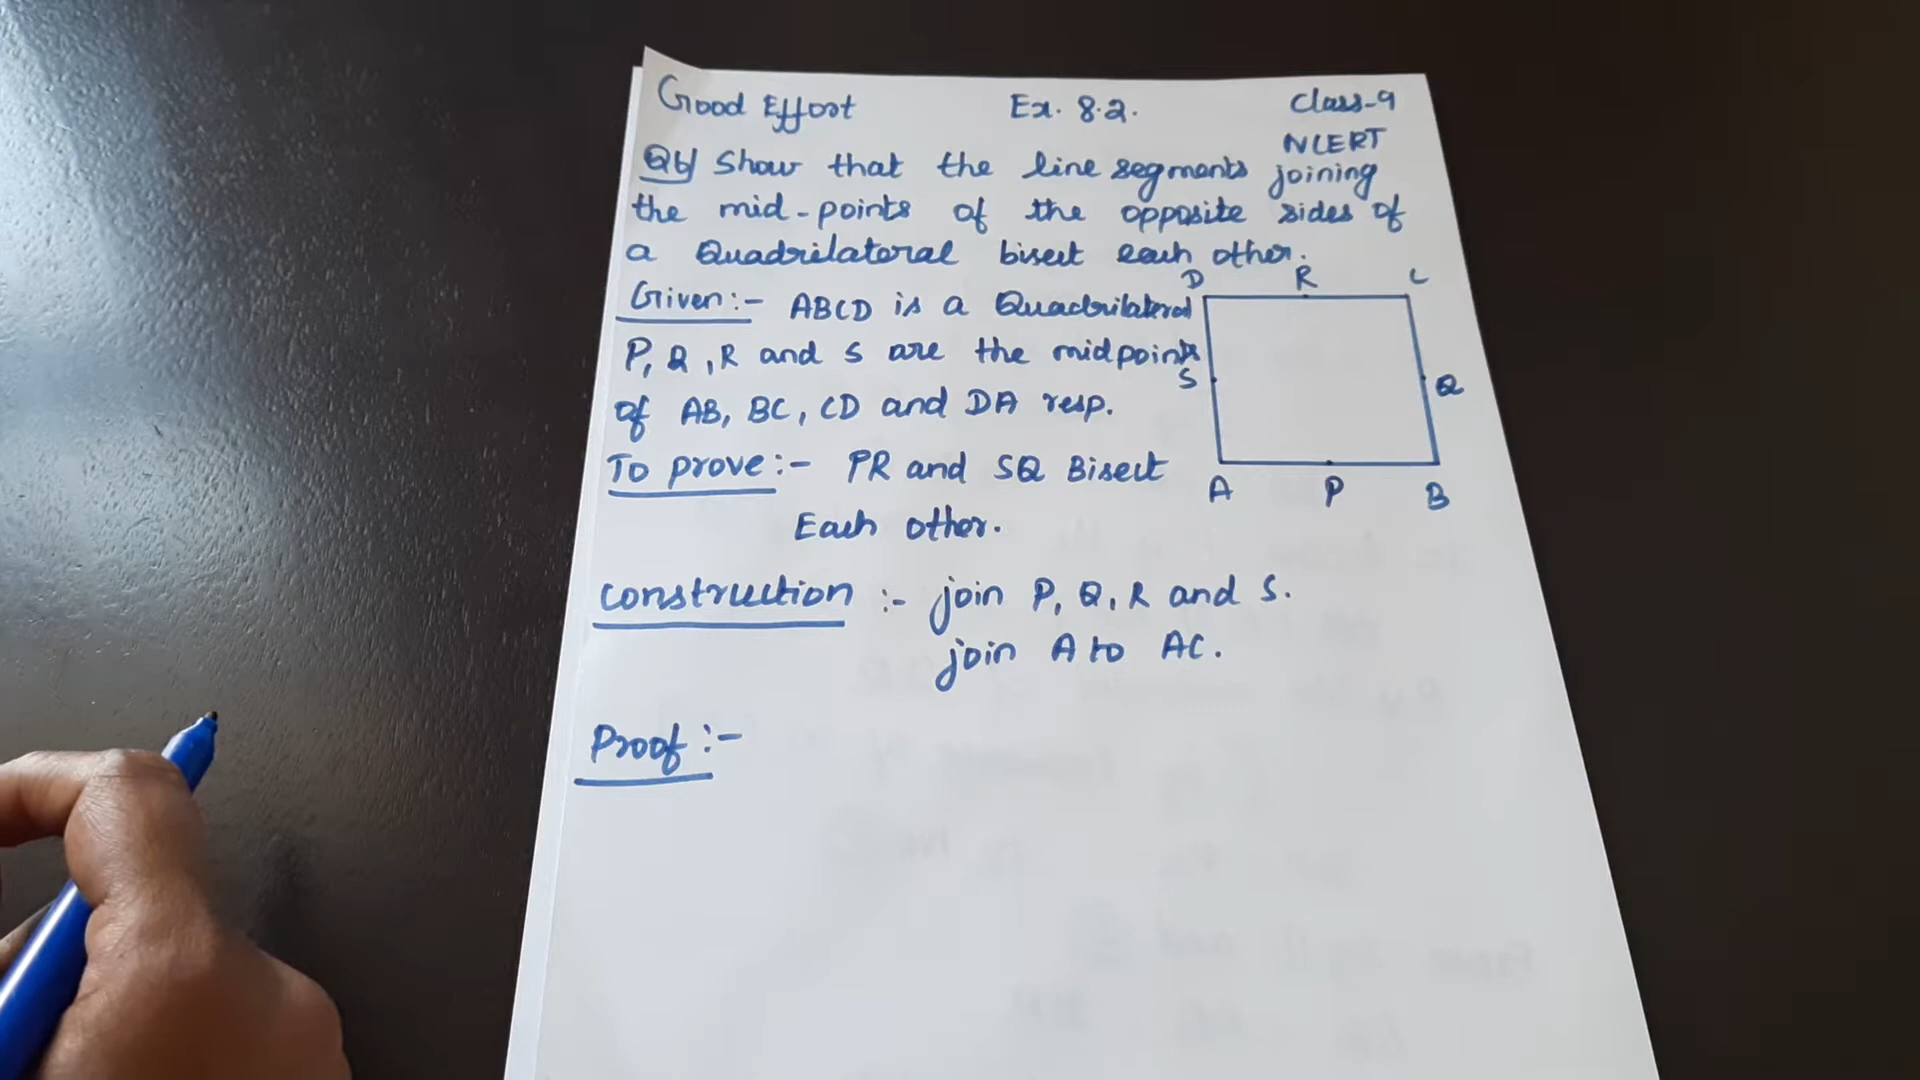 Good Effort Ex. 8.2. Class-9
NCERT
Q6) Show that the line segments joining
the mid-points of the opposite sides of
a Quadrilateral bisect each other.
Given:- ABCD is a Quadrilateral
P, Q, R and S are the midpoints
of AB, BC, CD and DA resp.
To prove:- PR and SQ Bisect
Each other.
construction :- join P, Q, R and S.
join A to AC.
Proof:-
D R C
S Q
A P B